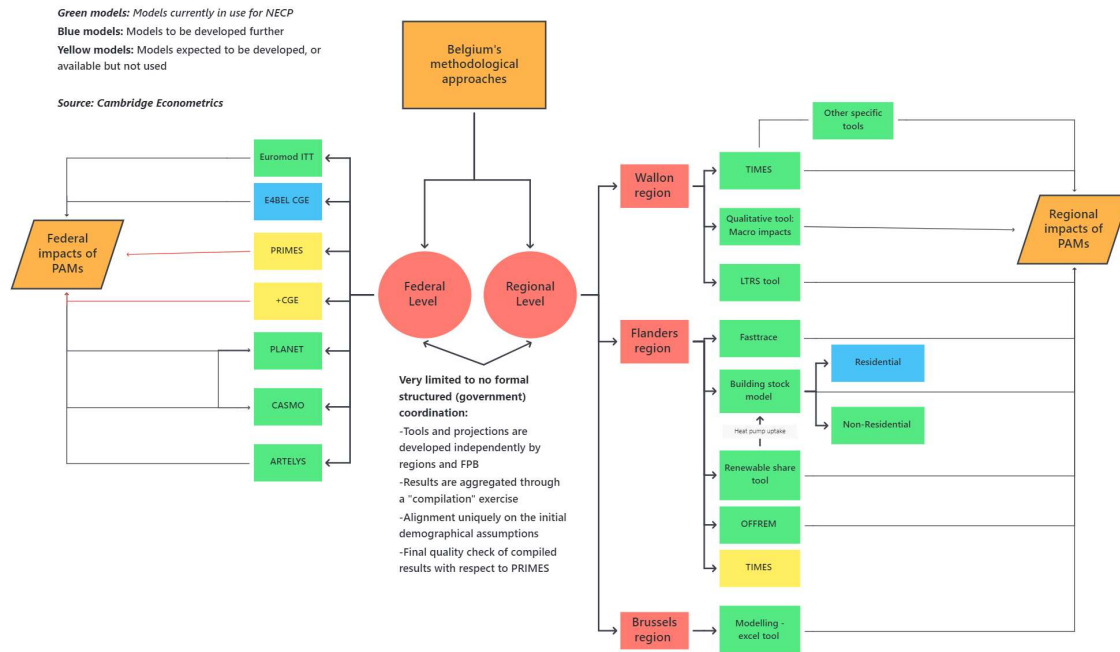 Green models: Models currently in use for NECP
Blue models: Models to be developed further
Yellow models: Models expected to be developed, or
available but not used
Source: Cambridge Econometrics
Belgium's
methodological
approaches
Federal
Level
Regional
Level
Euromod ITT
E4BEL CGE
PRIMES
+CGE
PLANET
CASMO
ARTELYS
Federal
impacts of
PAMs
Very limited to no formal
structured (government)
coordination:
-Tools and projections are
developed independently by
regions and FPB
-Results are aggregated through
a "compilation" exercise
-Alignment uniquely on the initial
demographical assumptions
-Final quality check of compiled
results with respect to PRIMES
Wallon
region
Other specific
tools
TIMES
Qualitative tool:
Macro impacts
LTRS tool
Flanders
region
Fasttrace
Building stock
model
Residential
Non-Residential
Heat pump uptake
Renewable share
tool
OFFREM
TIMES
Brussels
region
Modelling -
excel tool
Regional
impacts of
PAMs